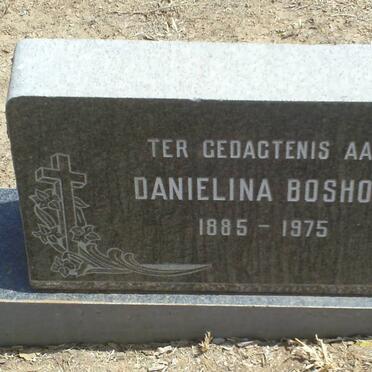 TER GEDAGTENIS AA
DANIELINA BOSHO
1885 - 1975